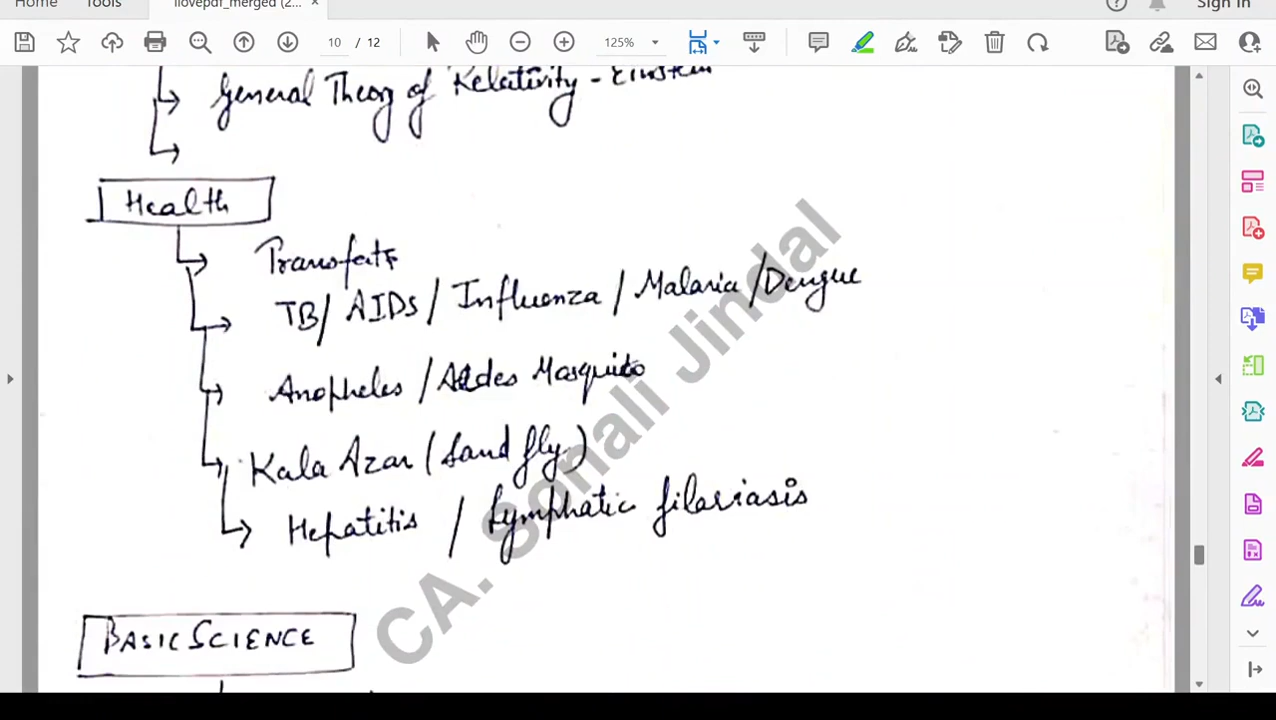 Home Tools ilovepdf_merged (2... × Sign In
10 / 12 125%
General Theory of Relativity - Einstein
Health
Transfats
TB/ AIDs / Influenza / Malaria / Dengue
Anopheles / Aedes Mosquito
Kala Azar (Sand fly)
Hepatitis / Lymphatic filariasis
BASIC SCIENCE
CA. Sonali Jindal